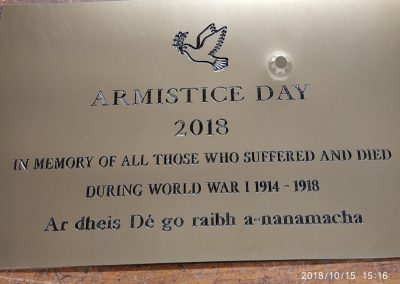 ARMISTICE DAY
2018
IN MEMORY OF ALL THOSE WHO SUFFERED AND DIED
DURING WORLD WAR I 1914 - 1918
Ar dheis Dé go raibh a-nanamacha
2018/10/15 15:16